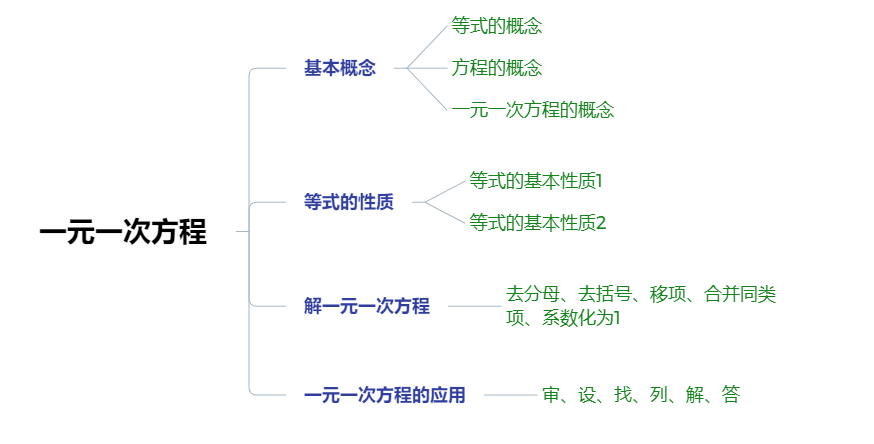 一元一次方程
基本概念
等式的概念
方程的概念
一元一次方程的概念
等式的性质
等式的基本性质1
等式的基本性质2
解一元一次方程
去分母、去括号、移项、合并同类
项、系数化为1
一元一次方程的应用
审、设、找、列、解、答